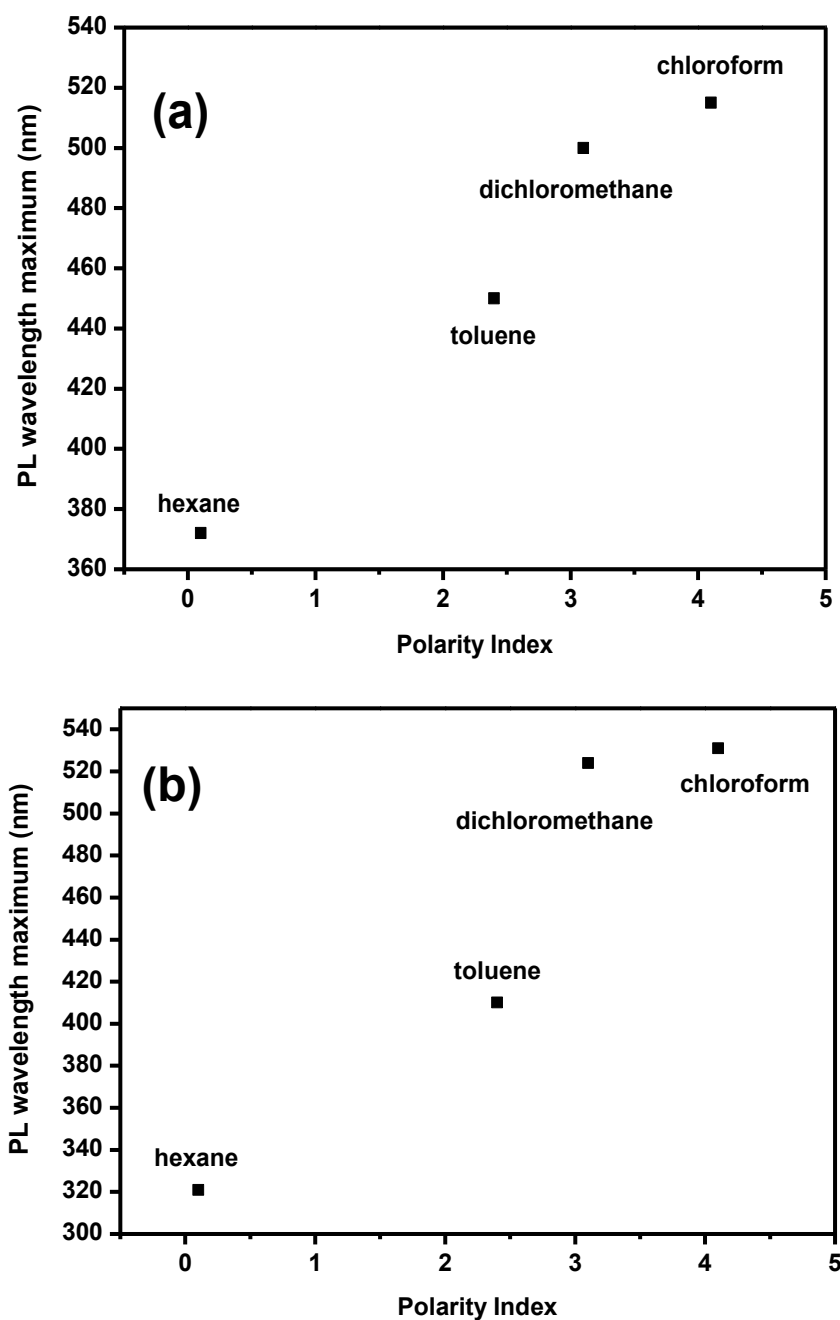 540
520
500
480
460
440
420
400
380
360
PL wavelength maximum (nm)
(a)
chloroform
dichloromethane
toluene
hexane
0 1 2 3 4 5
Polarity Index
540
520
500
480
460
440
420
400
380
360
340
320
300
PL wavelength maximum (nm)
(b)
chloroform
dichloromethane
toluene
hexane
0 1 2 3 4 5
Polarity Index